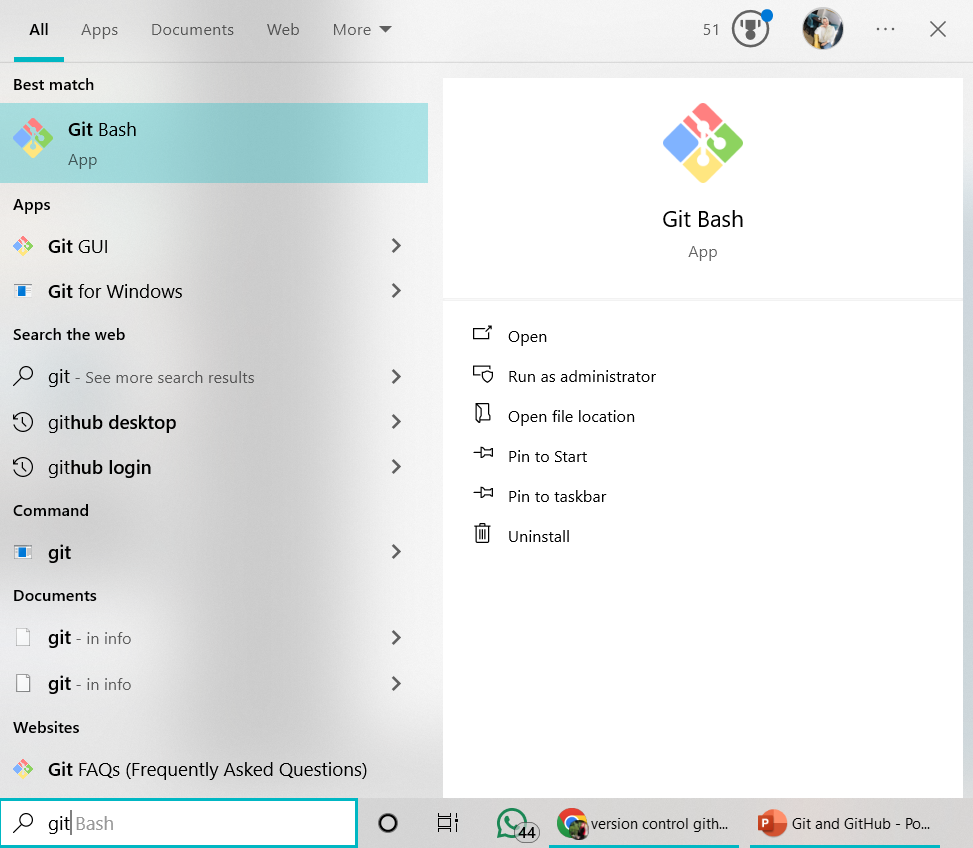 All Apps Documents Web More 51
Best match
Git Bash
App
Apps
Git GUI
Git for Windows
Search the web
git - See more search results
github desktop
github login
Command
git
Documents
git - in info
git - in info
Websites
Git FAQs (Frequently Asked Questions)
Git Bash
App
Open
Run as administrator
Open file location
Pin to Start
Pin to taskbar
Uninstall
git Bash
44
version control gith...
P
Git and GitHub - Po...